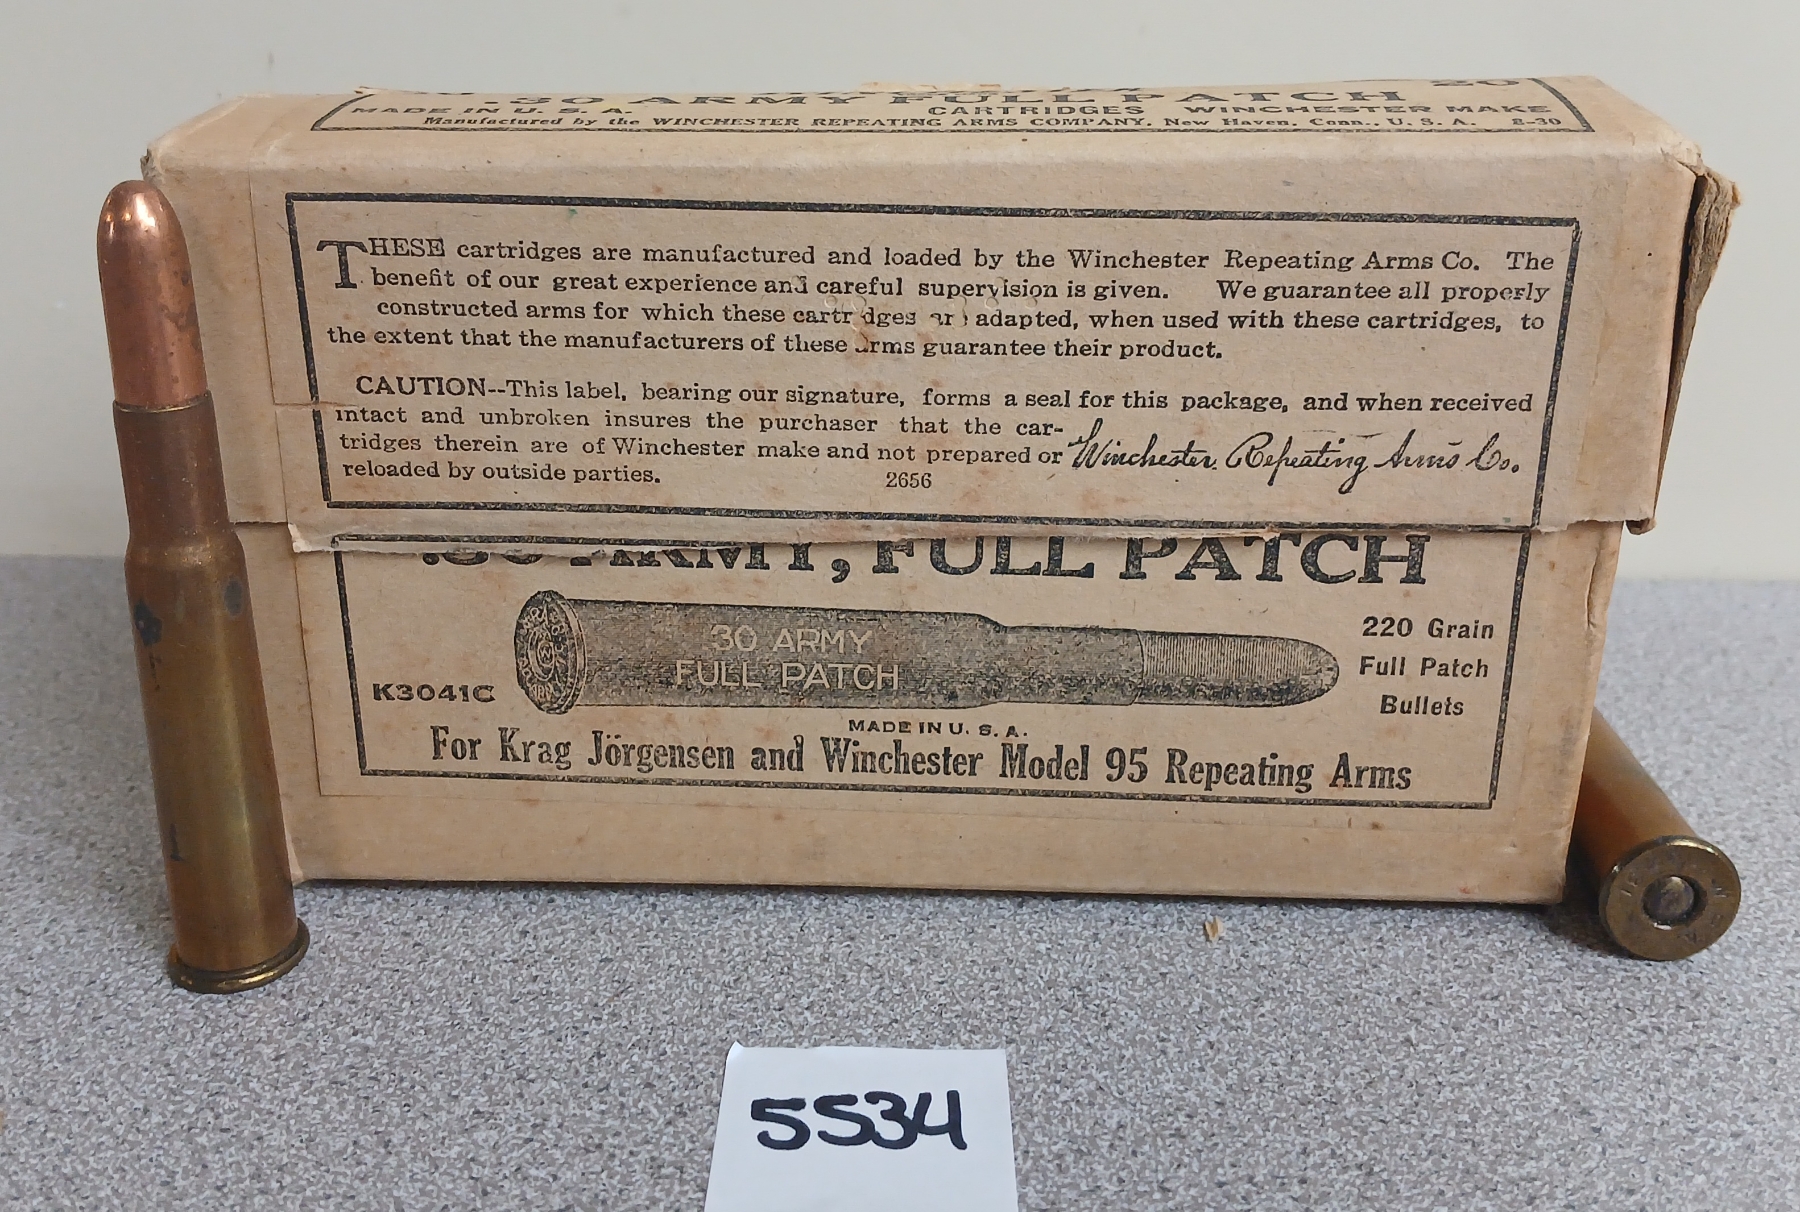 .30 ARMY FULL PATCH 20
MADE IN U. S. A. CARTRIDGES WINCHESTER MAKE
Manufactured by the WINCHESTER REPEATING ARMS COMPANY, New Haven, Conn., U. S. A. 8-30
THESE cartridges are manufactured and loaded by the Winchester Repeating Arms Co. The
benefit of our great experience and careful supervision is given. We guarantee all properly
constructed arms for which these cartridges are adapted, when used with these cartridges, to
the extent that the manufacturers of these arms guarantee their product.
CAUTION--This label, bearing our signature, forms a seal for this package, and when received
intact and unbroken insures the purchaser that the car-
tridges therein are of Winchester make and not prepared or Winchester Repeating Arms Co.
reloaded by outside parties. 2656
.30 ARMY, FULL PATCH
30 ARMY
FULL PATCH
220 Grain
Full Patch
Bullets
K3041C
MADE IN U. S. A.
For Krag Jörgensen and Winchester Model 95 Repeating Arms
5534